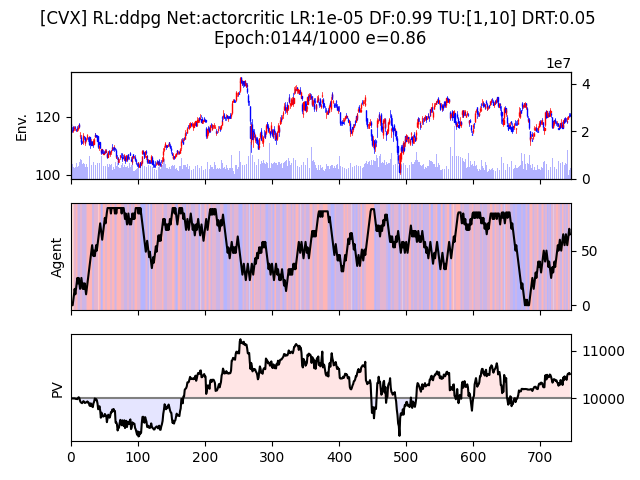 [CVX] RL:ddpg Net:actorcritic LR:1e-05 DF:0.99 TU:[1,10] DRT:0.05
Epoch:0144/1000 e=0.86
1e7
Env.
120
100
4
2
0
Agent
50
0
PV
11000
10000
0 100 200 300 400 500 600 700